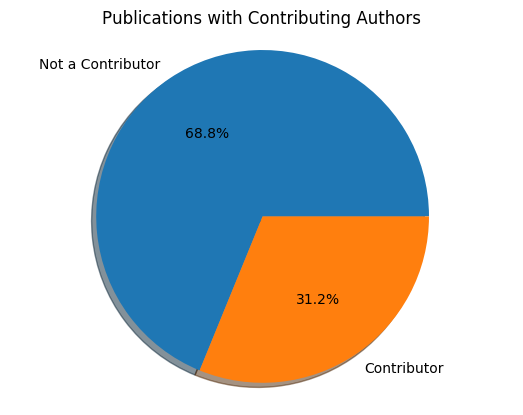 Publications with Contributing Authors
Not a Contributor
68.8%
31.2%
Contributor